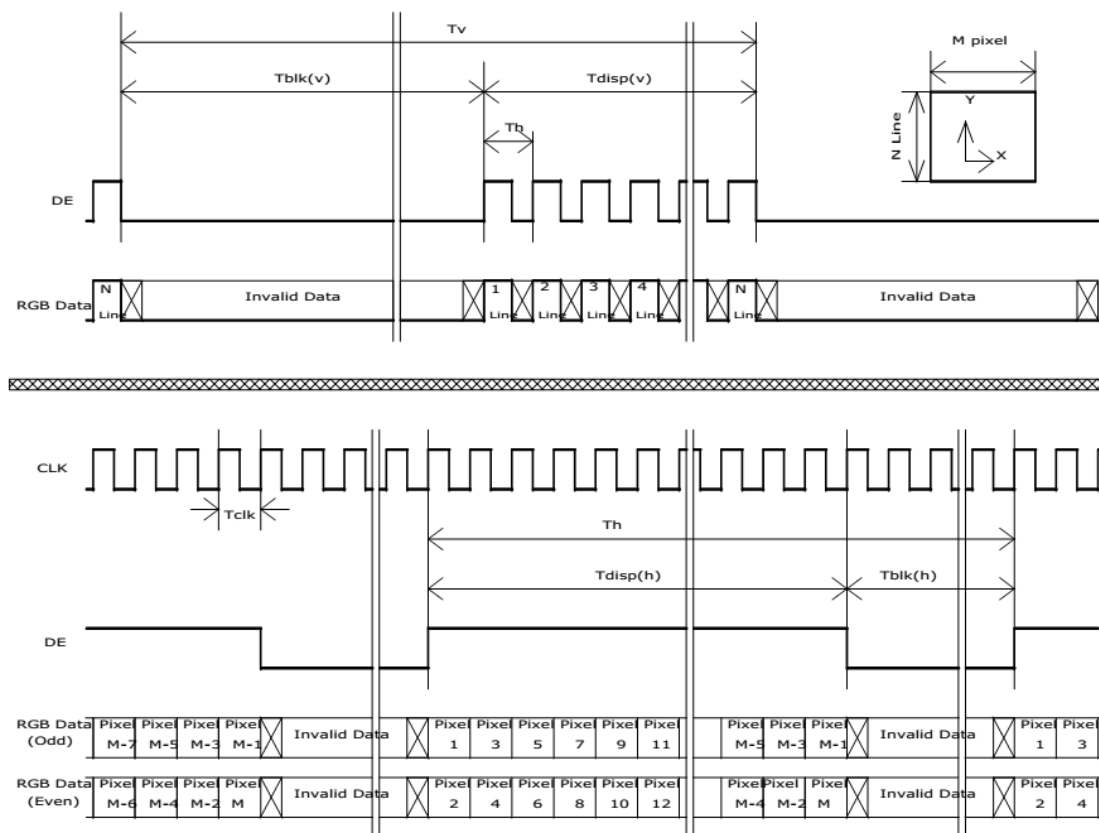 Tv
M pixel
Tblk(v) Tdisp(v)
Th
N Line
Y
X
DE
RGB Data
N Line Invalid Data 1 Line 2 Line 3 Line 4 Line N Line Invalid Data
CLK
Tclk
Th
Tdisp(h) Tblk(h)
DE
RGB Data (Odd) Pixel M-7 Pixel M-5 Pixel M-3 Pixel M-1 Invalid Data Pixel 1 Pixel 3 Pixel 5 Pixel 7 Pixel 9 Pixel 11 Pixel M-5 Pixel M-3 Pixel M-1 Invalid Data Pixel 1 Pixel 3
RGB Data (Even) Pixel M-6 Pixel M-4 Pixel M-2 Pixel M Invalid Data Pixel 2 Pixel 4 Pixel 6 Pixel 8 Pixel 10 Pixel 12 Pixel M-4 Pixel M-2 Pixel M Invalid Data Pixel 2 Pixel 4